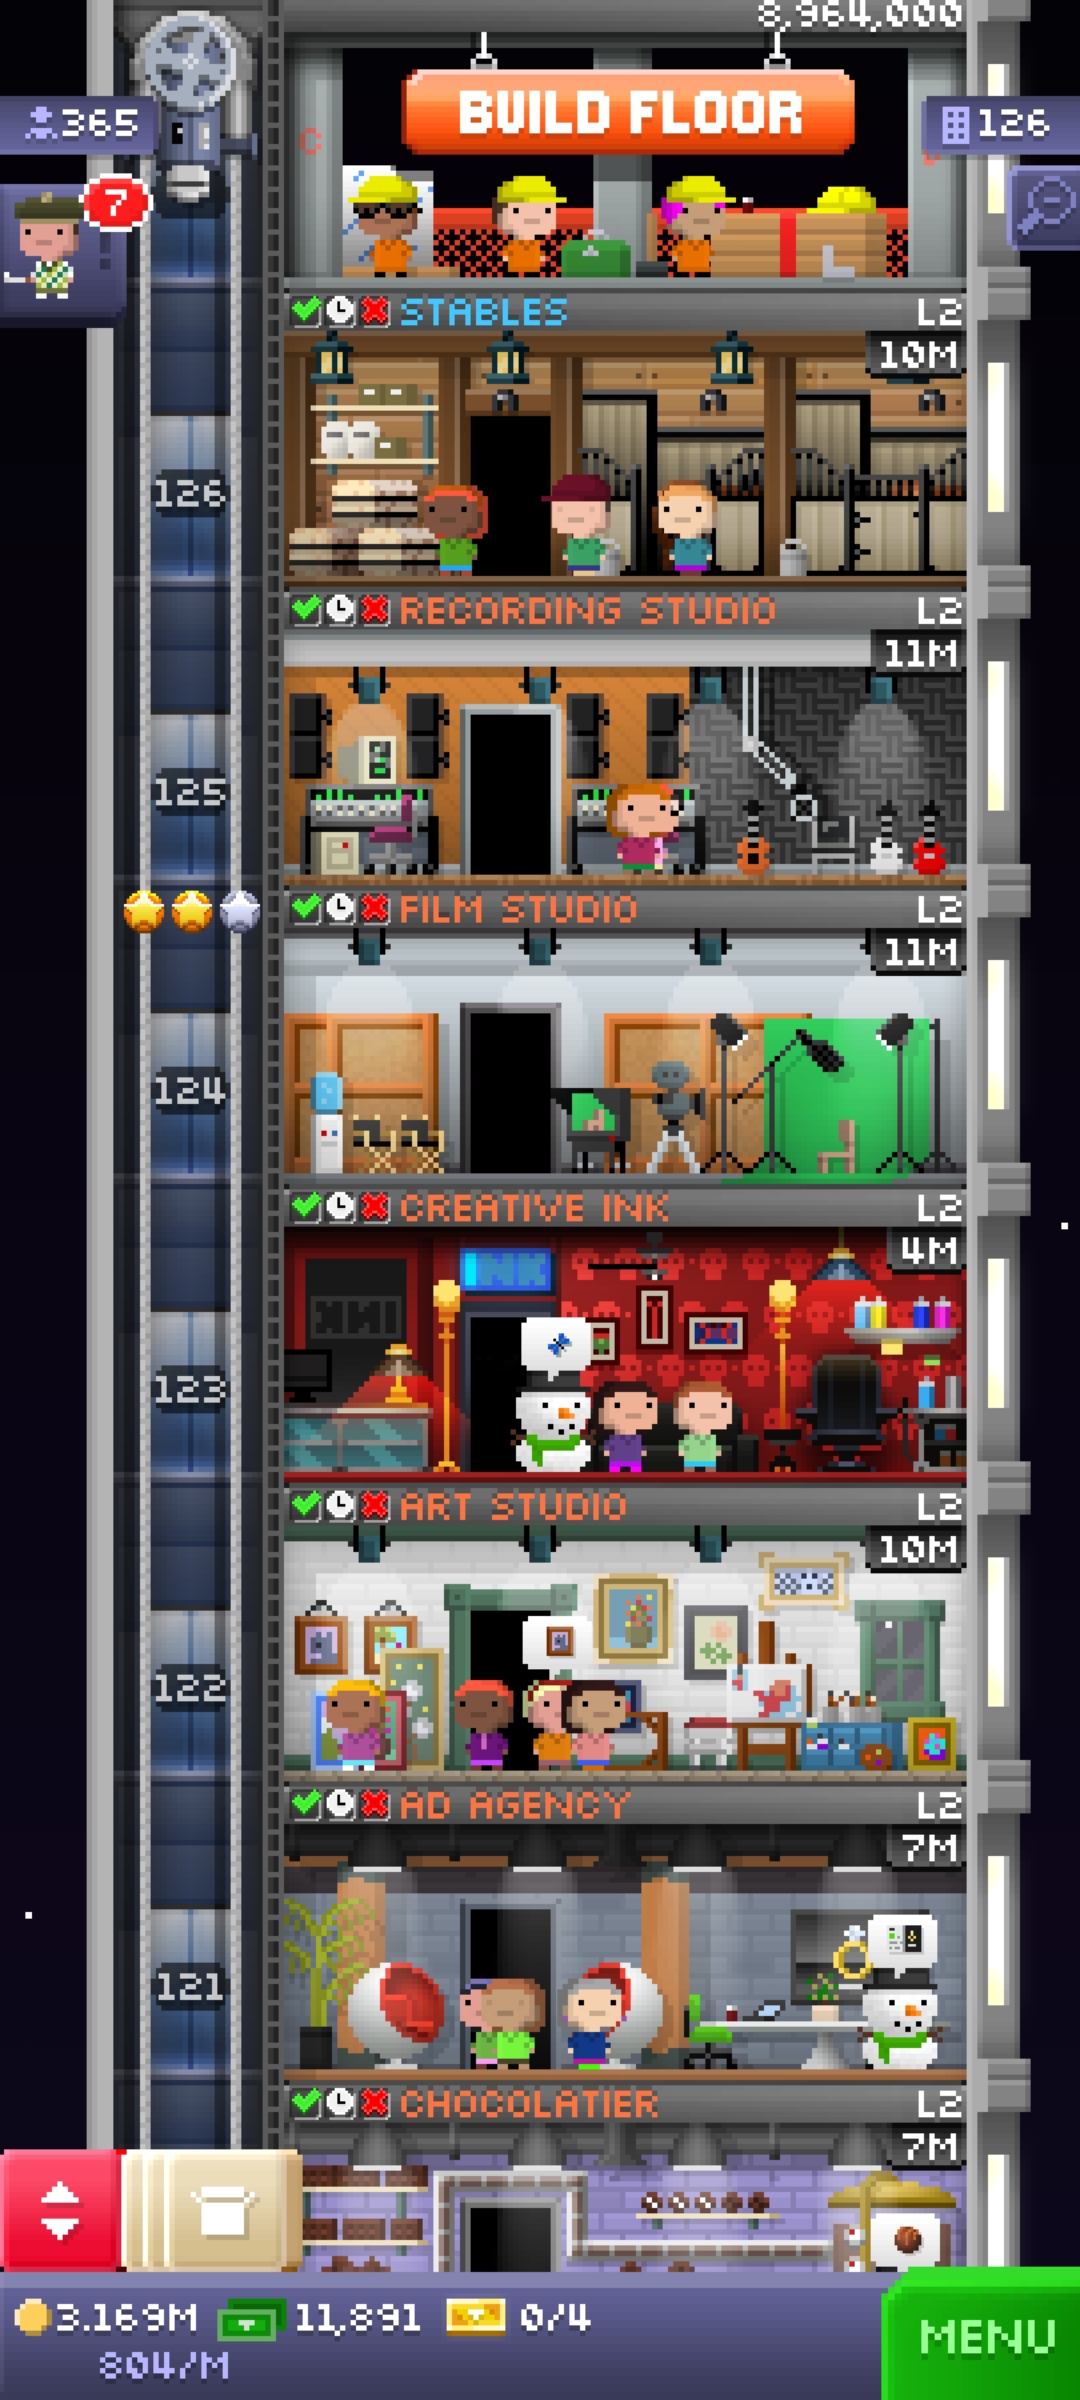 8,964,000
BUILD FLOOR
365
126
7
STABLES L2
10M
126
RECORDING STUDIO L2
11M
125
FILM STUDIO L2
11M
124
CREATIVE INK L2
4M
123
ART STUDIO L2
10M
122
AD AGENCY L2
7M
121
CHOCOLATIER L2
7M
3.169M 11,891 0/4
804/M
MENU